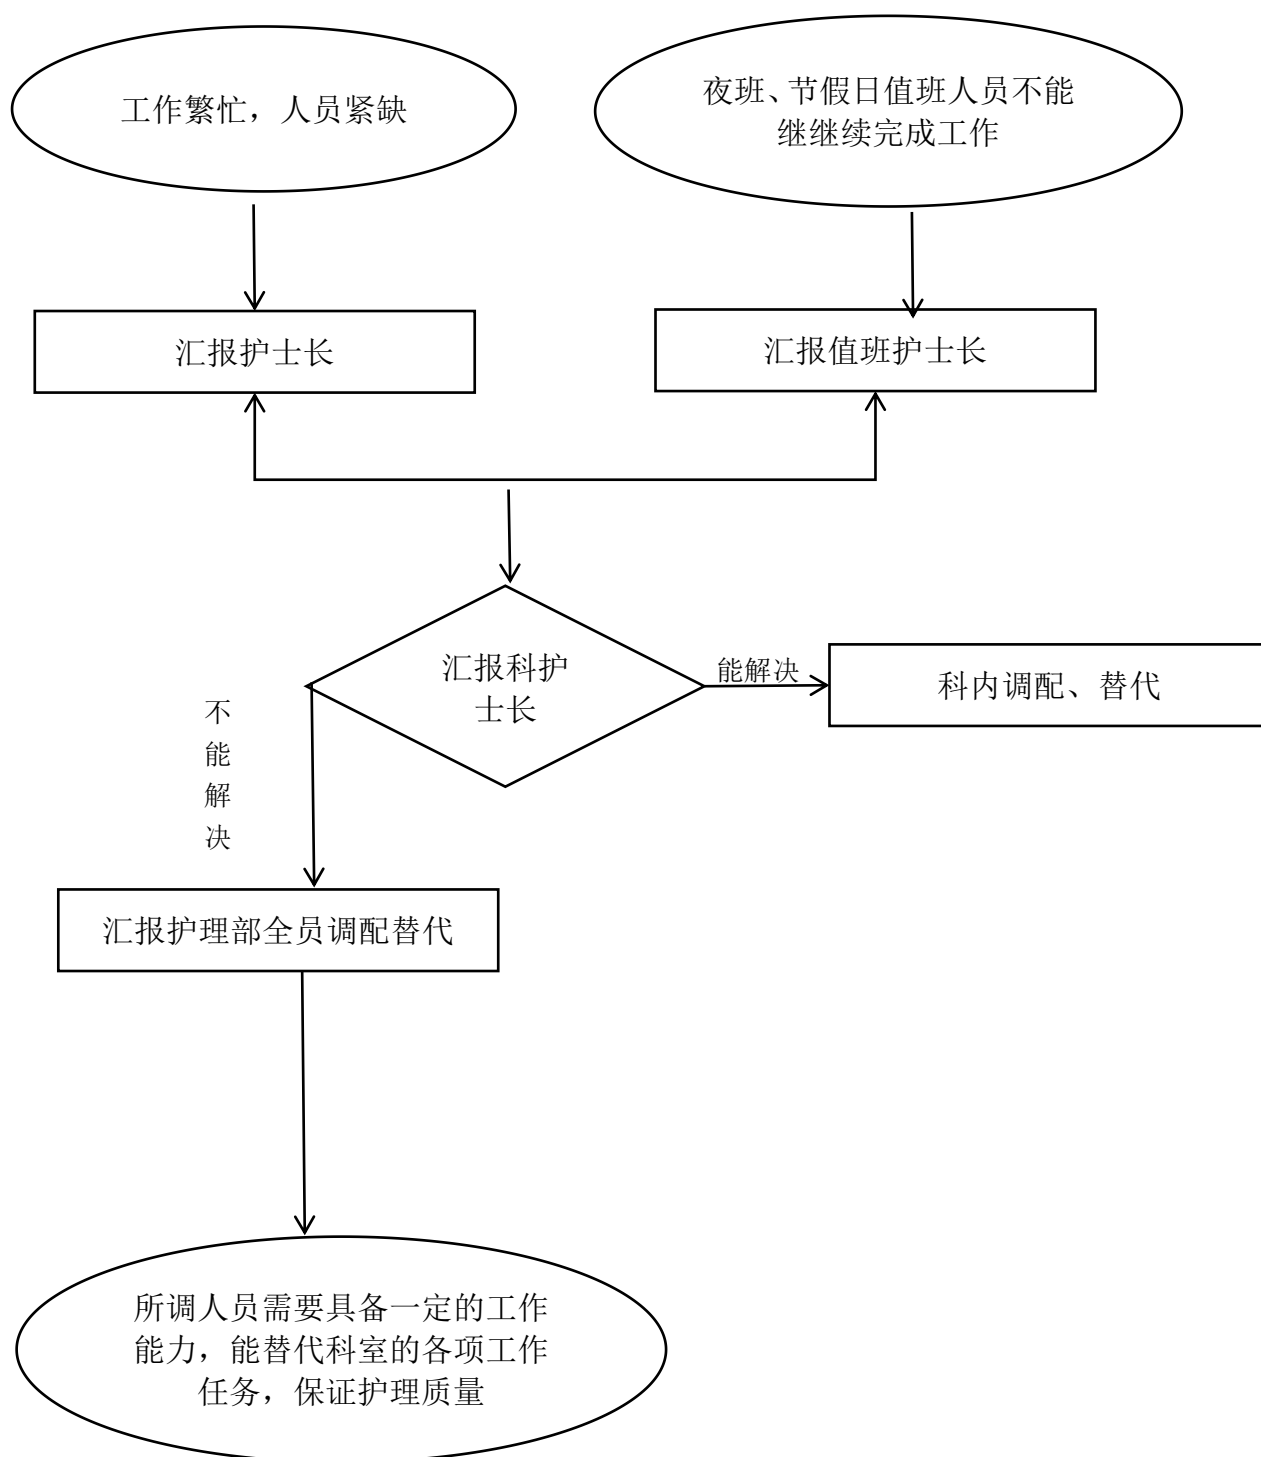 工作繁忙，人员紧缺
夜班、节假日值班人员不能
继继续完成工作
汇报护士长
汇报值班护士长
汇报科护
士长
能解决
科内调配、替代
不
能
解
决
汇报护理部全员调配替代
所调人员需要具备一定的工作
能力，能替代科室的各项工作
任务，保证护理质量